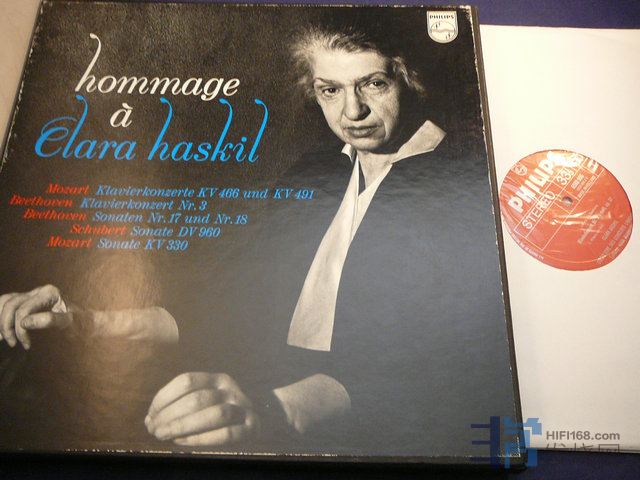 PHILIPS
hommage
à
Clara haskil
Mozart Klavierkonzerte KV 466 und KV 491
Beethoven Klavierkonzert Nr. 3
Beethoven Sonaten Nr. 17 und Nr. 18
Schubert Sonate DV 960
Mozart Sonate KV 330
PHILIPS
STEREO 33
HIFI168.com